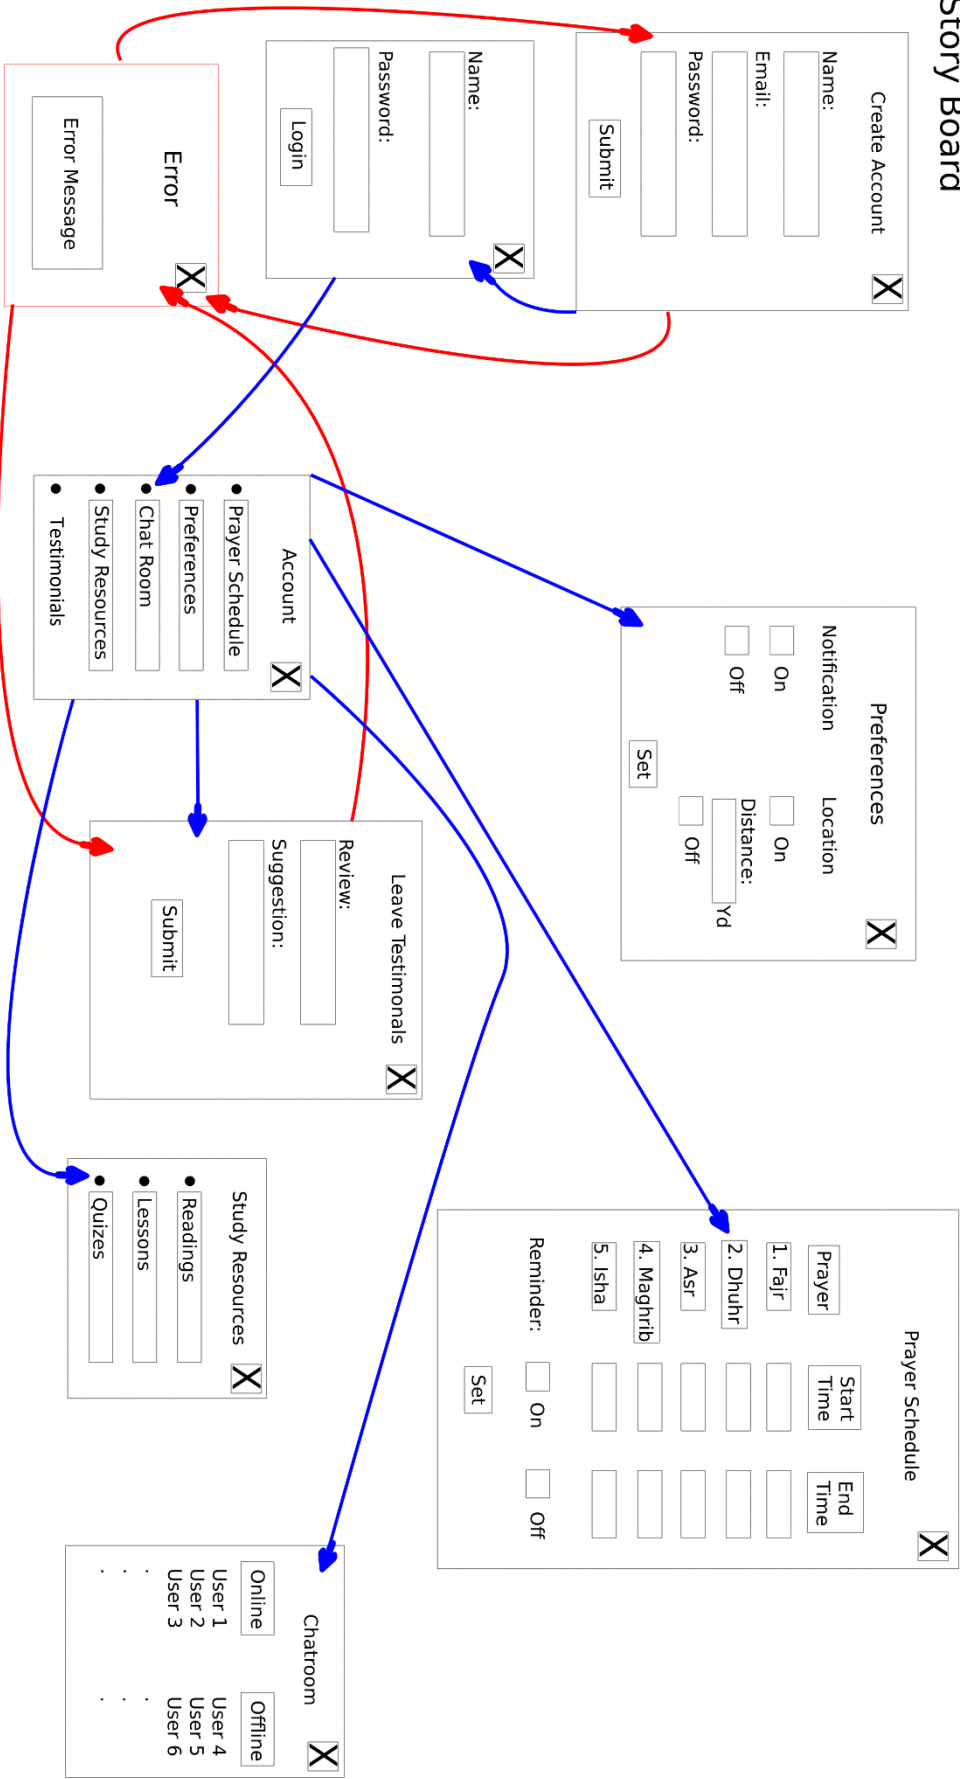 Story Board
Create Account
X
Name:
Email:
Password:
Submit
X
Name:
Password:
Login
Error
X
Error Message
Account
X
Prayer Schedule
Preferences
Chat Room
Study Resources
Testimonials
Preferences
X
Notification Location
On On
Off Distance:
Yd
Off
Set
Leave Testimonals
X
Review:
Suggestion:
Submit
Prayer Schedule
X
Prayer Start Time End Time
1. Fajr
2. Dhuhr
3. Asr
4. Maghrib
5. Isha
Reminder: On Off
Set
Study Resources
X
Readings
Lessons
Quizes
Chatroom
X
Online Offline
User 1 User 4
User 2 User 5
User 3 User 6
. .
. .
. .